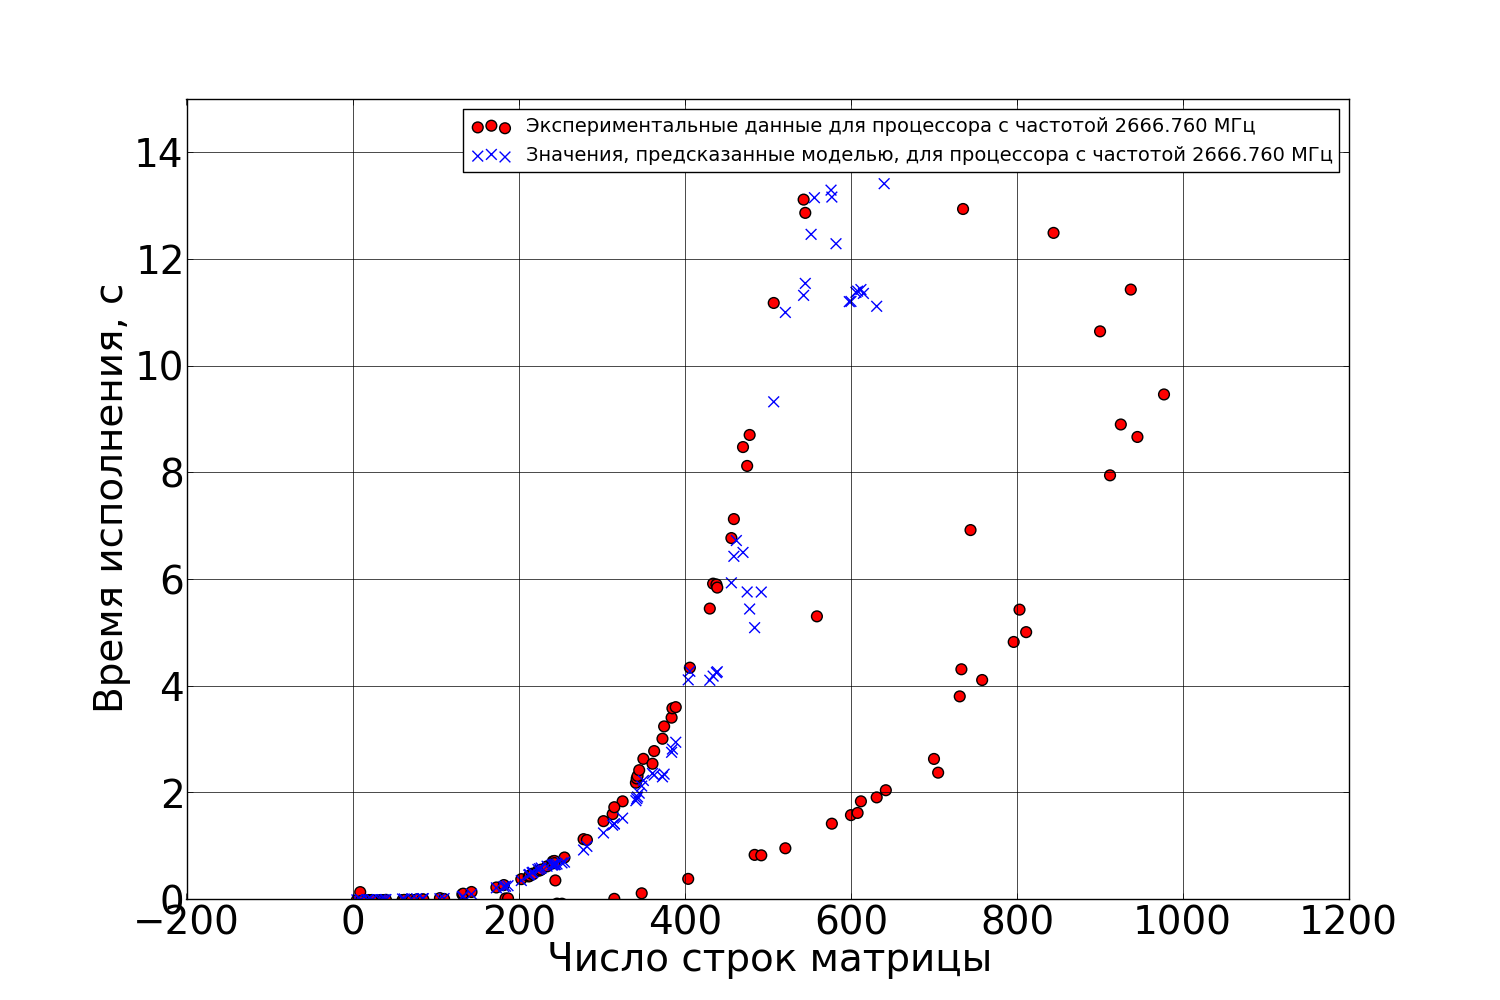 Экспериментальные данные для процессора с частотой 2666.760 МГц
Значения, предсказанные моделью, для процессора с частотой 2666.760 МГц
14
12
10
8
6
4
2
0
Время исполнения, с
−200 0 200 400 600 800 1000 1200
Число строк матрицы